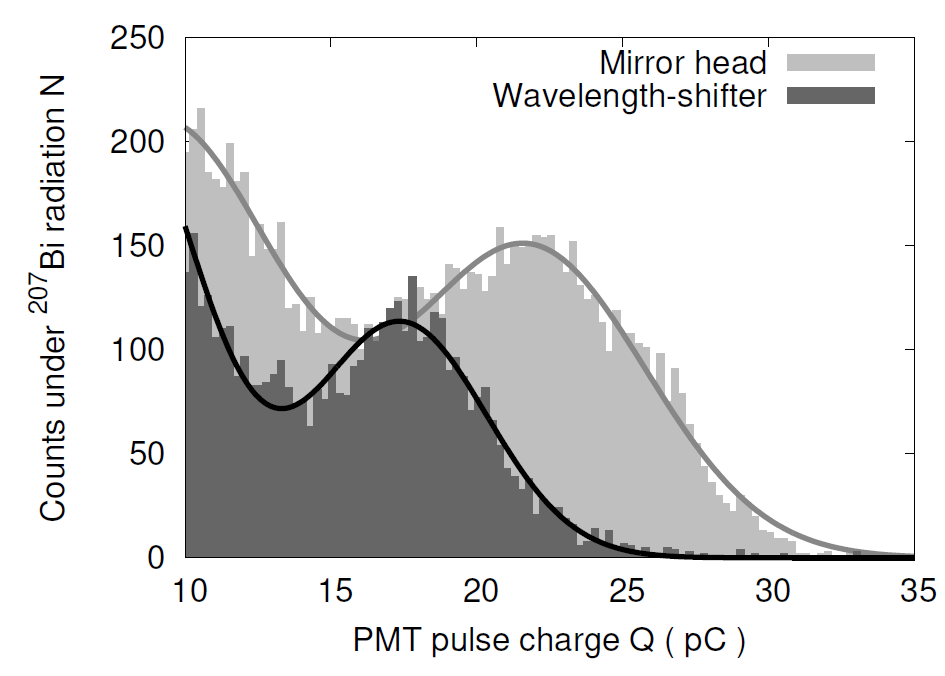 250
200
150
100
50
0
10 15 20 25 30 35
Counts under ²⁰⁷Bi radiation N
PMT pulse charge Q ( pC )
Mirror head
Wavelength-shifter